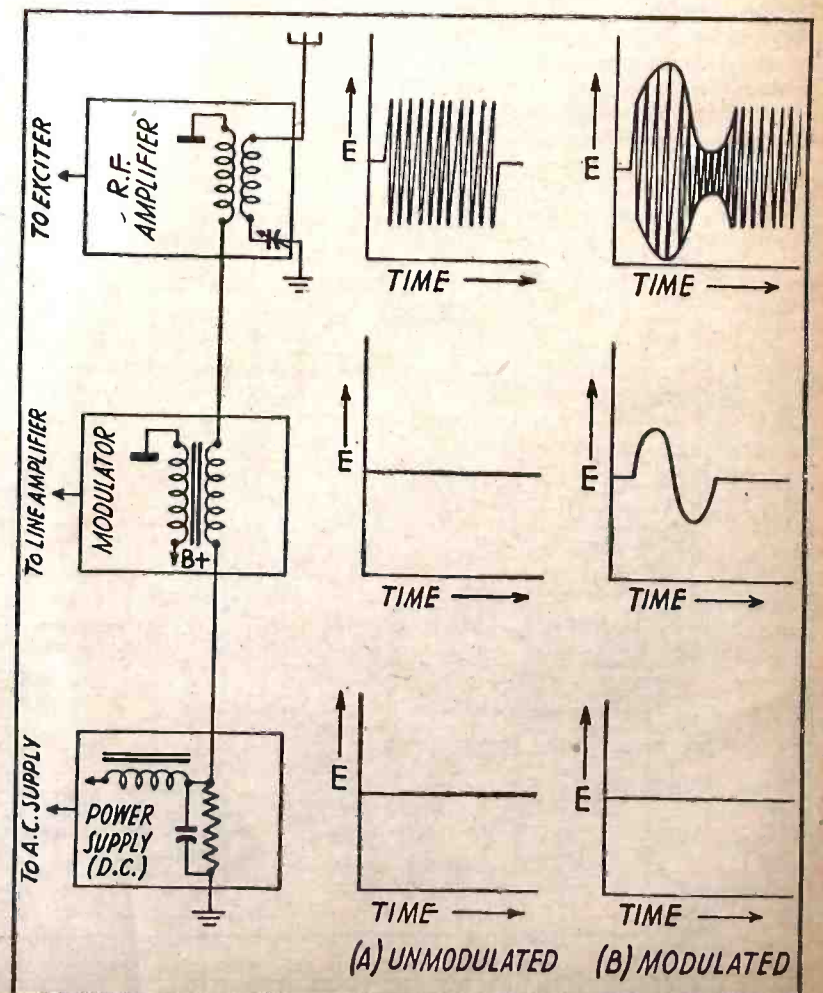 TO EXCITER
R.F.
AMPLIFIER
E
TIME
E
TIME
TO LINE AMPLIFIER
MODULATOR
B+
E
TIME
E
TIME
TO A.C. SUPPLY
POWER
SUPPLY
(D.C.)
E
TIME
E
TIME
(A) UNMODULATED
(B) MODULATED